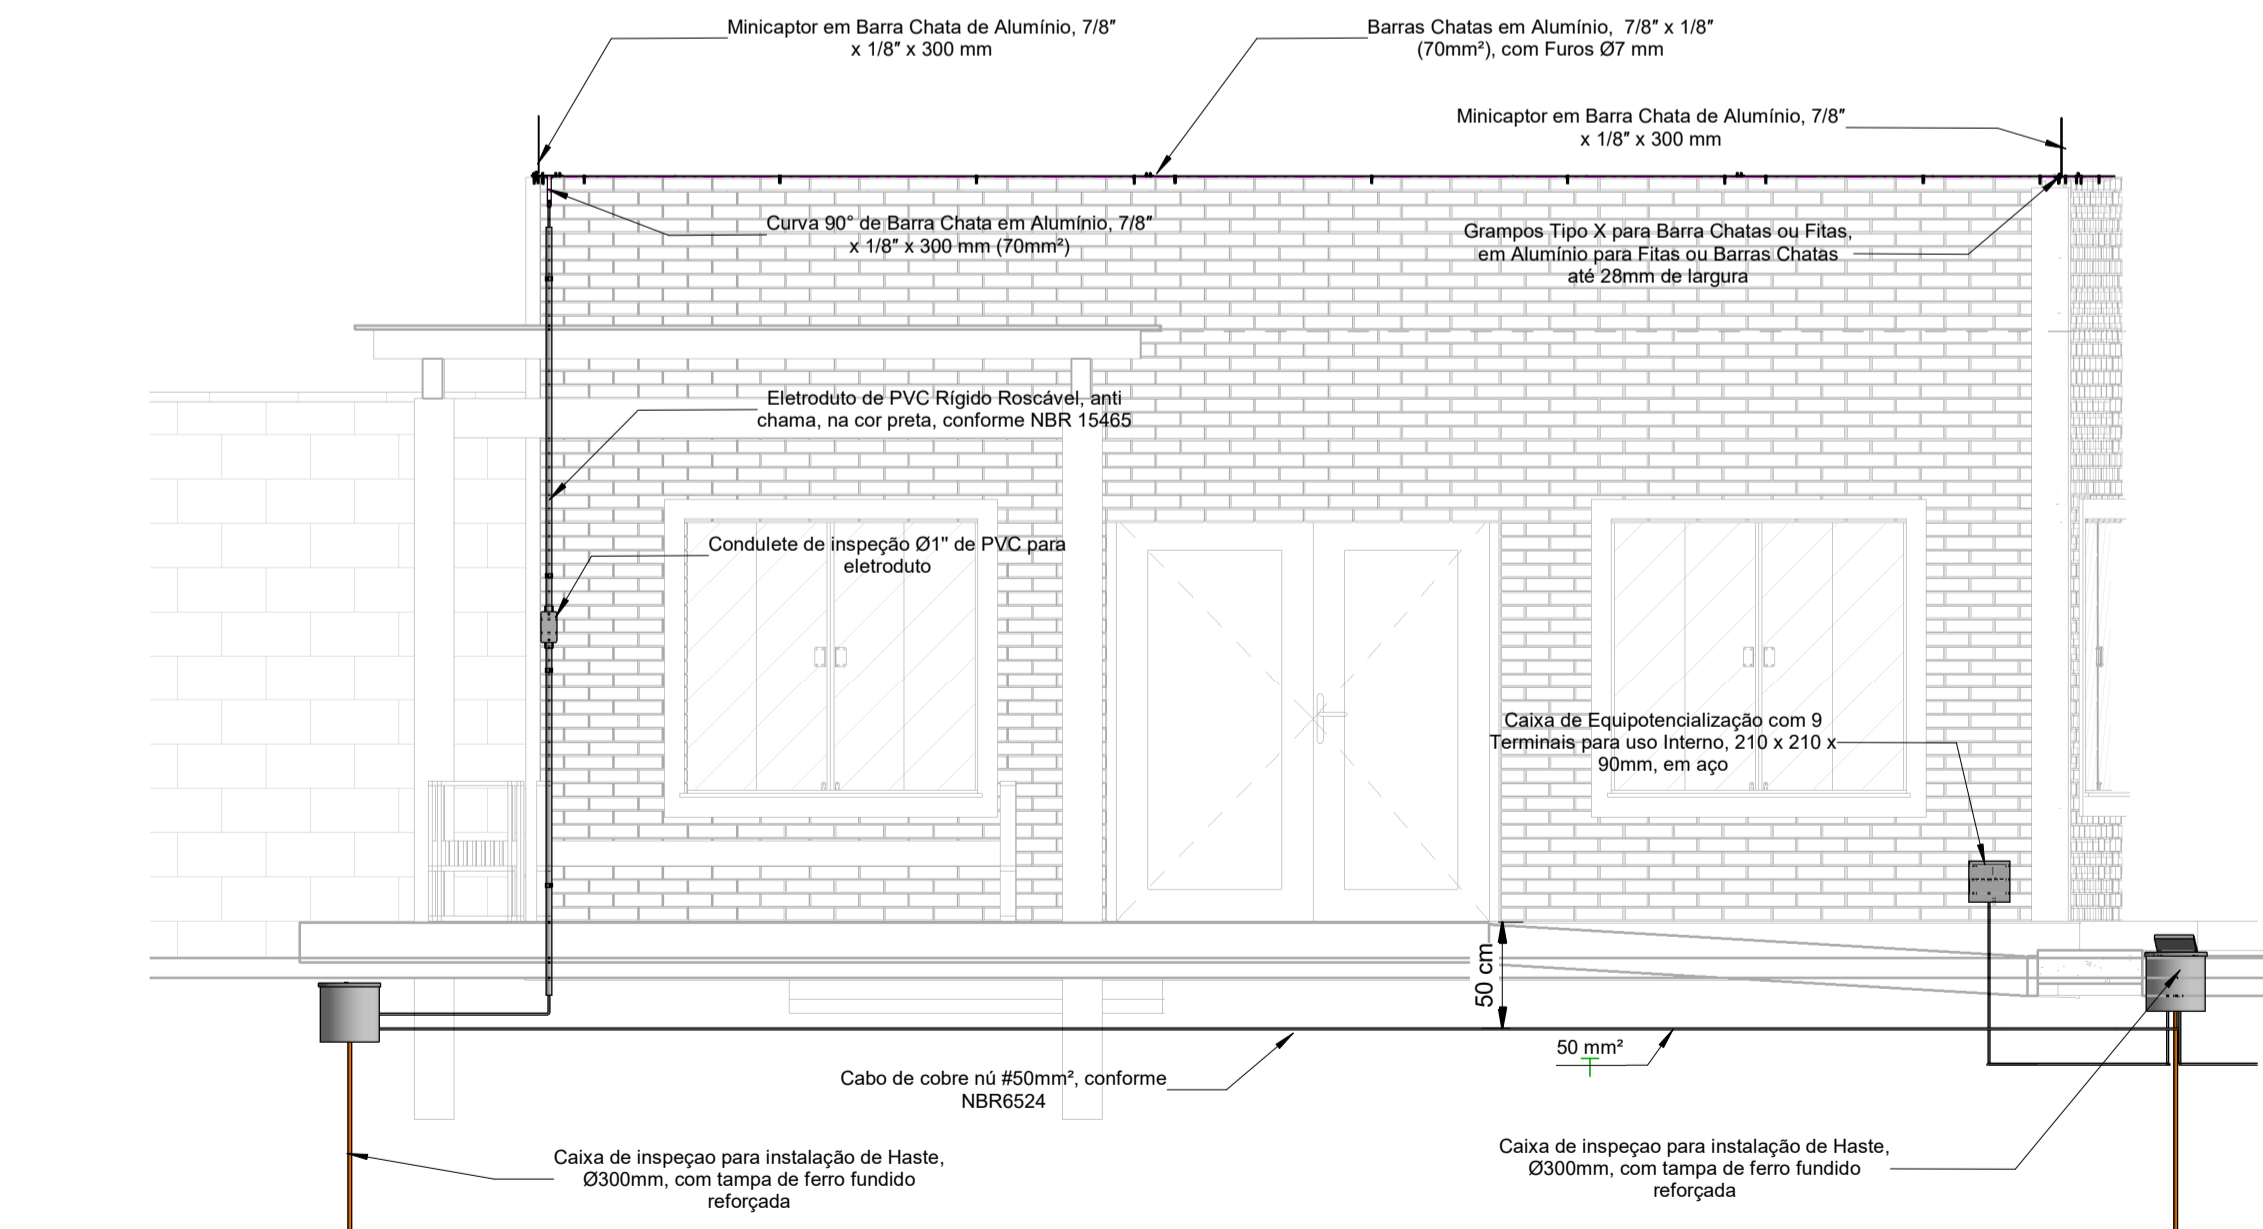 Minicaptor em Barra Chata de Alumínio, 7/8"
x 1/8" x 300 mm
Barras Chatas em Alumínio, 7/8" x 1/8"
(70mm²), com Furos Ø7 mm
Minicaptor em Barra Chata de Alumínio, 7/8"
x 1/8" x 300 mm
Curva 90° de Barra Chata em Alumínio, 7/8"
x 1/8" x 300 mm (70mm²)
Grampos Tipo X para Barra Chatas ou Fitas,
em Alumínio para Fitas ou Barras Chatas
até 28mm de largura
Eletroduto de PVC Rígido Roscável, anti
chama, na cor preta, conforme NBR 15465
Condulete de inspeção Ø1" de PVC para
eletroduto
Caixa de Equipotencialização com 9
Terminais para uso Interno, 210 x 210 x
90mm, em aço
50 cm
50 mm²
Cabo de cobre nú #50mm², conforme
NBR6524
Caixa de inspeçao para instalação de Haste,
Ø300mm, com tampa de ferro fundido
reforçada
Caixa de inspeçao para instalação de Haste,
Ø300mm, com tampa de ferro fundido
reforçada